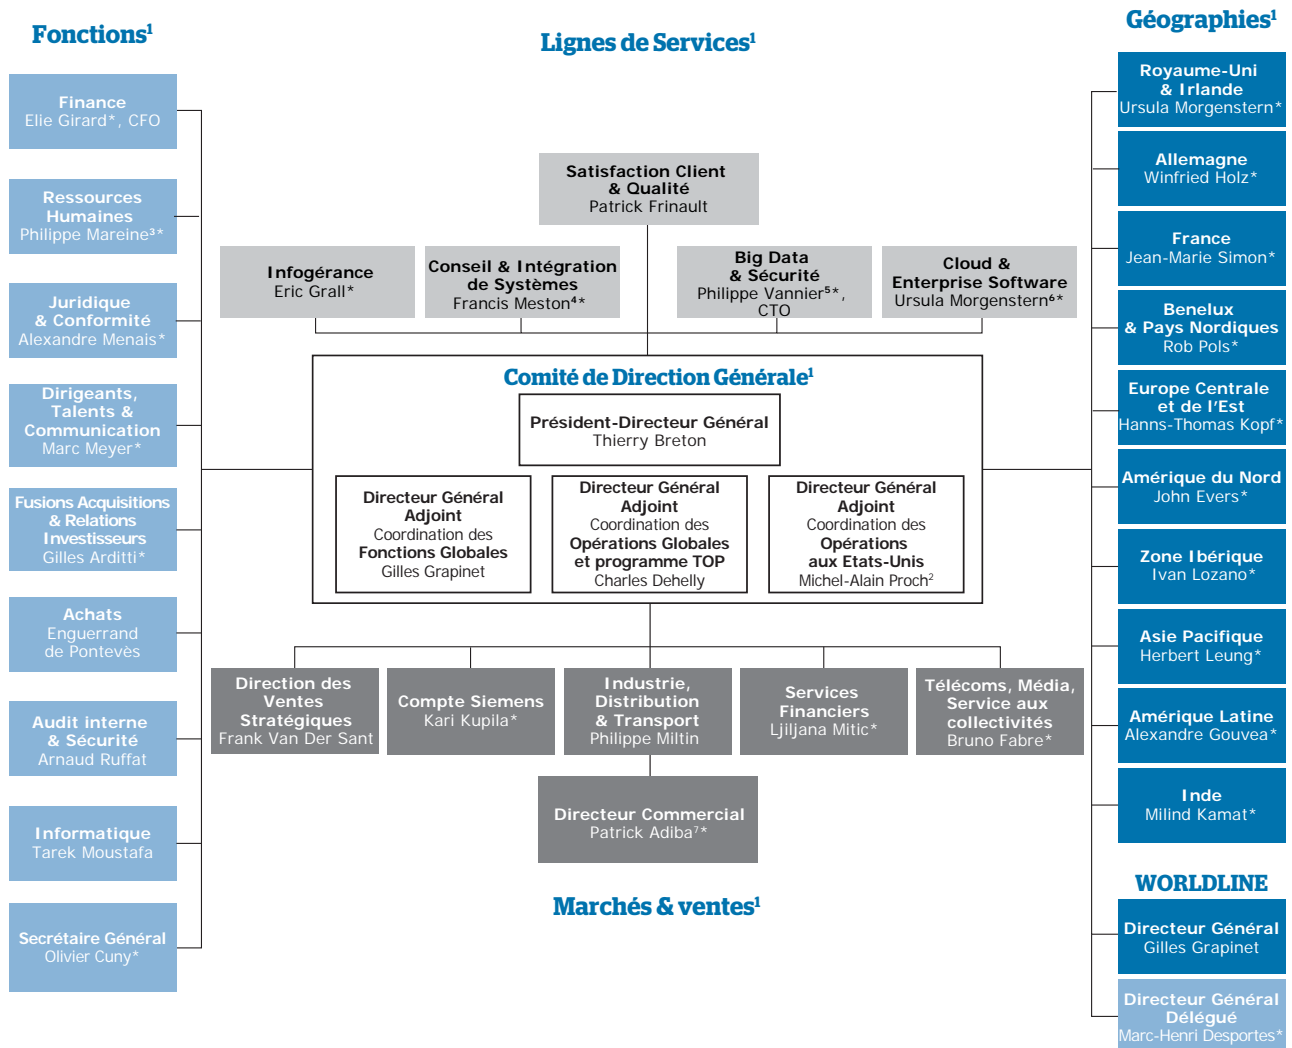 Fonctions¹
Finance
Elie Girard*, CFO
Ressources
Humaines
Philippe Mareine³*
Juridique
& Conformité
Alexandre Menais*
Dirigeants,
Talents &
Communication
Marc Meyer*
Fusions Acquisitions
& Relations
Investisseurs
Gilles Arditti*
Achats
Enguerrand
de Pontevès
Audit interne
& Sécurité
Arnaud Ruffat
Informatique
Tarek Moustafa
Secrétaire Général
Olivier Cuny*
Lignes de Services¹
Satisfaction Client
& Qualité
Patrick Frinault
Infogérance
Eric Grall*
Conseil & Intégration
de Systèmes
Francis Meston⁴*
Big Data
& Sécurité
Philippe Vannier⁵*,
CTO
Cloud &
Enterprise Software
Ursula Morgenstern⁶*
Comité de Direction Générale¹
Président-Directeur Général
Thierry Breton
Directeur Général
Adjoint
Coordination des
Fonctions Globales
Gilles Grapinet
Directeur Général
Adjoint
Coordination des
Opérations Globales
et programme TOP
Charles Dehelly
Directeur Général
Adjoint
Coordination des
Opérations
aux Etats-Unis
Michel-Alain Proch²
Direction des
Ventes
Stratégiques
Frank Van Der Sant
Compte Siemens
Kari Kupila*
Industrie,
Distribution
& Transport
Philippe Miltin
Services
Financiers
Ljiljana Mitic*
Télécoms, Média,
Service aux
collectivités
Bruno Fabre*
Directeur Commercial
Patrick Adiba⁷*
Marchés & ventes¹
Géographies¹
Royaume-Uni
& Irlande
Ursula Morgenstern*
Allemagne
Winfried Holz*
France
Jean-Marie Simon*
Benelux
& Pays Nordiques
Rob Pols*
Europe Centrale
et de l'Est
Hanns-Thomas Kopf*
Amérique du Nord
John Evers*
Zone Ibérique
Ivan Lozano*
Asie Pacifique
Herbert Leung*
Amérique Latine
Alexandre Gouvea*
Inde
Milind Kamat*
WORLDLINE
Directeur Général
Gilles Grapinet
Directeur Général
Délégué
Marc-Henri Desportes*